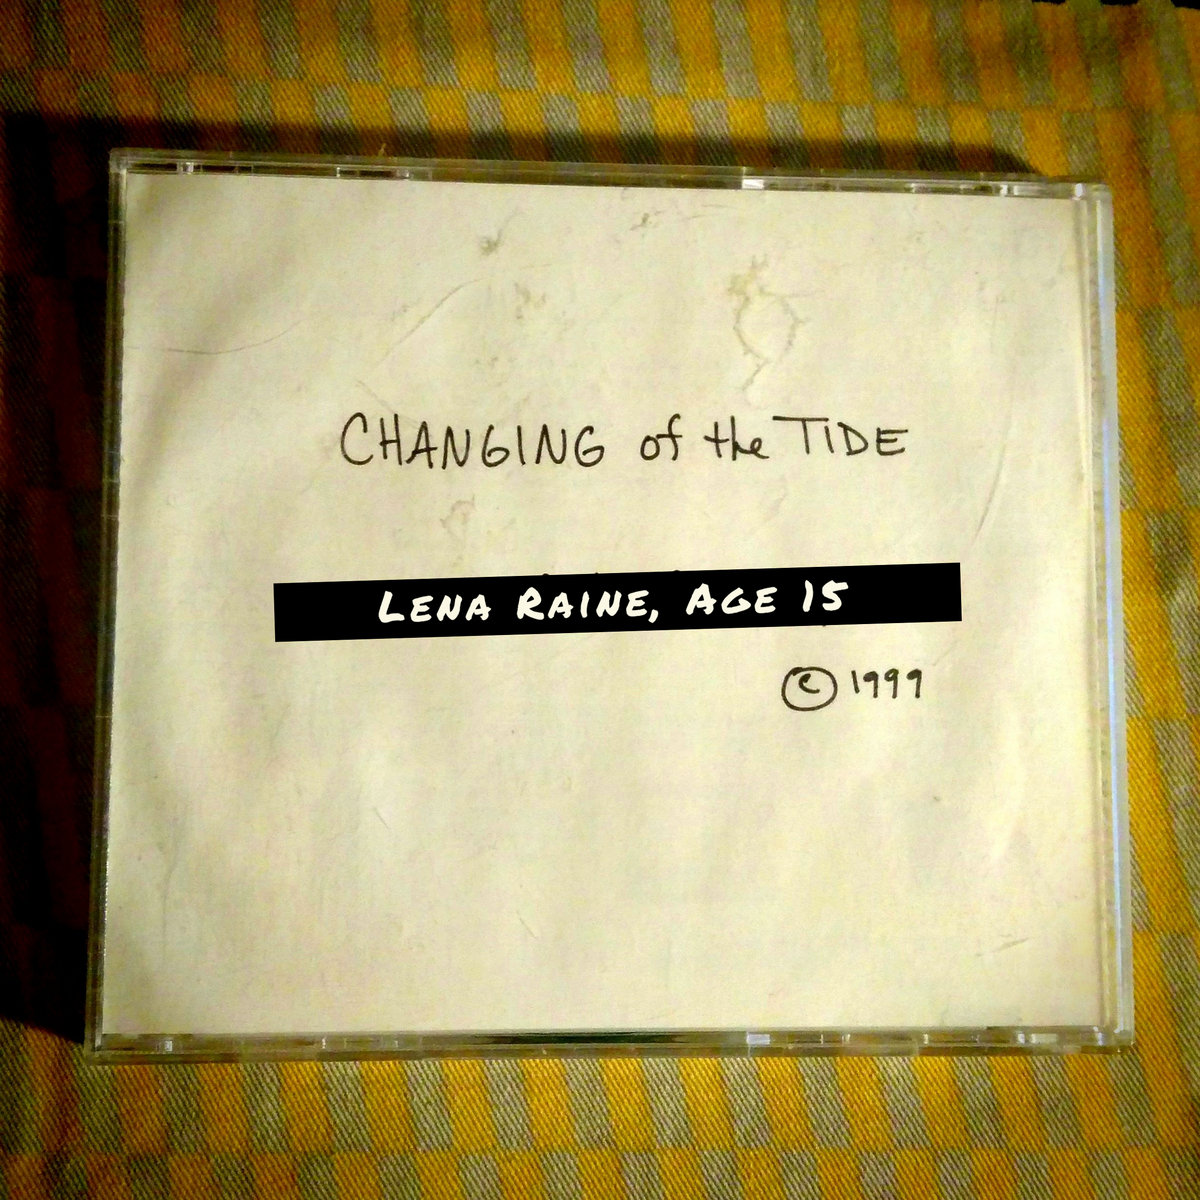 CHANGING of the TIDE
LENA RAINE, AGE 15
© 1999